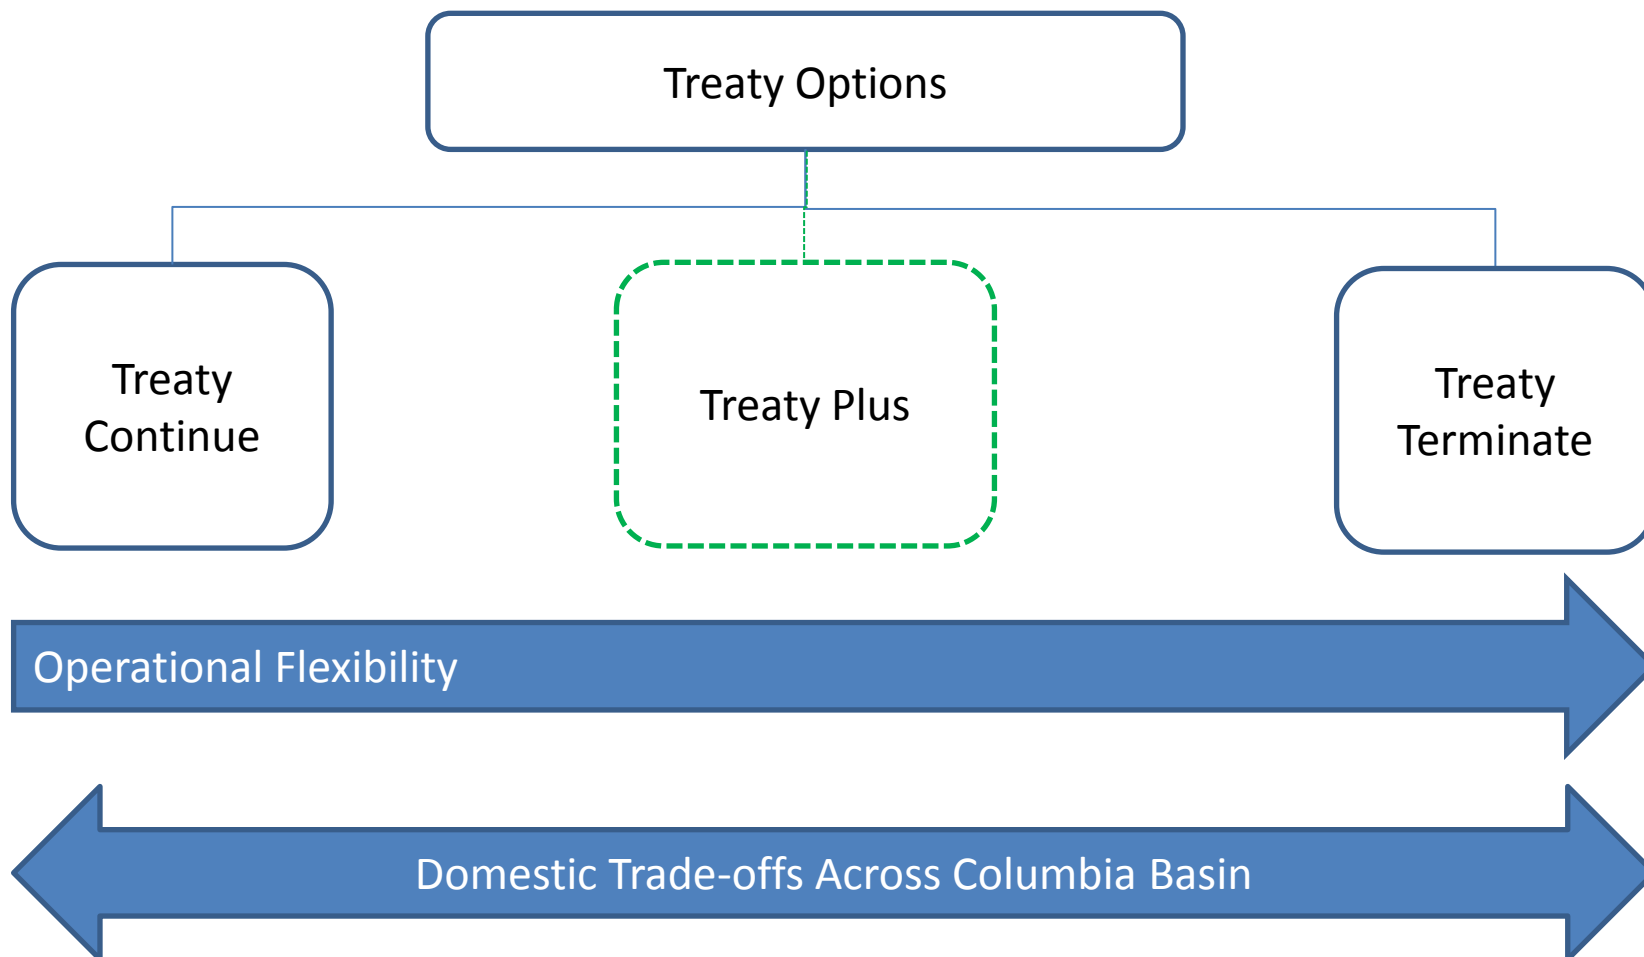 Treaty Options
Treaty
Continue
Treaty Plus
Treaty
Terminate
Operational Flexibility
Domestic Trade-offs Across Columbia Basin